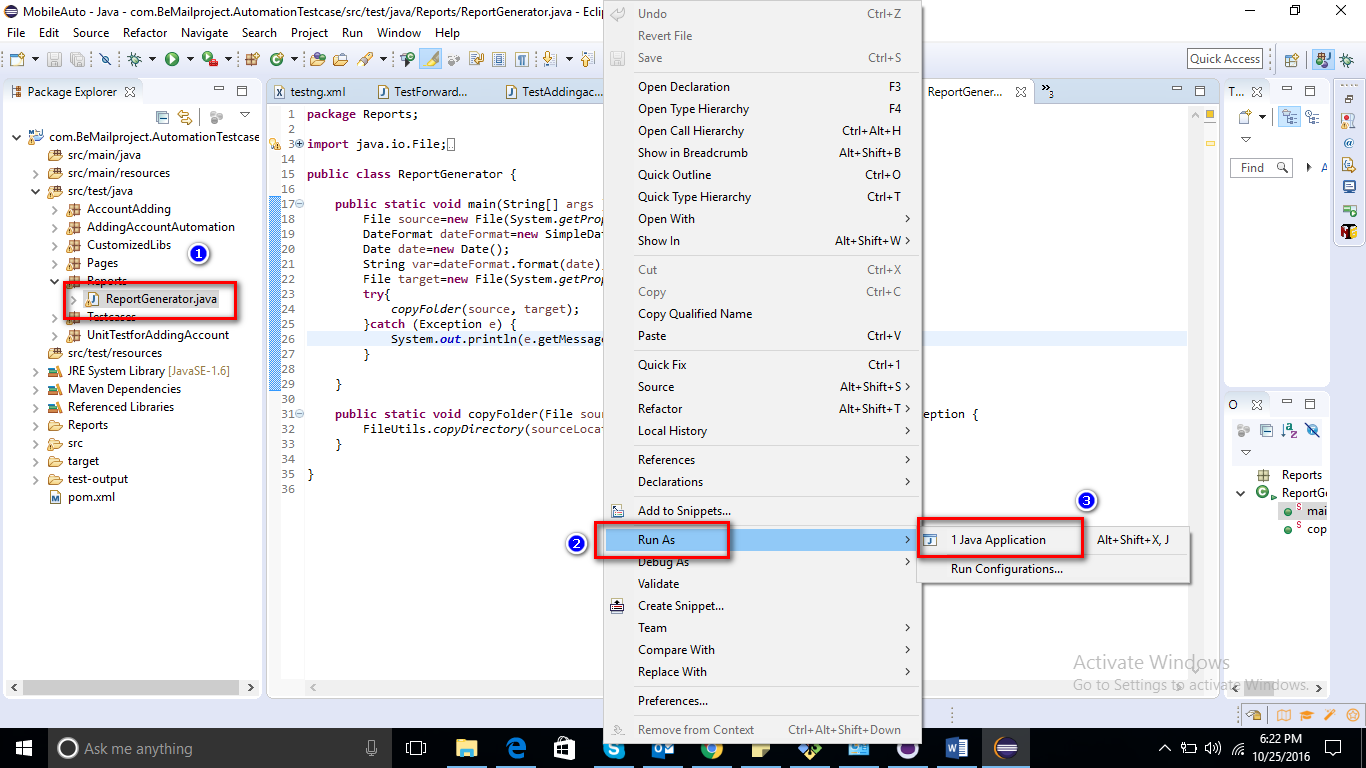 MobileAuto - Java - com.BeMailproject.AutomationTestcase/src/test/java/Reports/ReportGenerator.java - Eclip
File Edit Source Refactor Navigate Search Project Run Window Help
Quick Access
Package Explorer
com.BeMailproject.AutomationTestcase
src/main/java
src/main/resources
src/test/java
AccountAdding
AddingAccountAutomation
CustomizedLibs
1
Pages
Reports
ReportGenerator.java
Testcases
UnitTestforAddingAccount
src/test/resources
JRE System Library [JavaSE-1.6]
Maven Dependencies
Referenced Libraries
Reports
src
target
test-output
pom.xml
testng.xml
TestForward...
TestAddingac...
ReportGener...
»3
1 package Reports;
2
3 import java.io.File;
14
15 public class ReportGenerator {
16
17 public static void main(String[] args
18 File source=new File(System.getProp
19 DateFormat dateFormat=new SimpleDat
20 Date date=new Date();
21 String var=dateFormat.format(date)
22 File target=new File(System.getProp
23 try{
24 copyFolder(source, target);
25 }catch (Exception e) {
26 System.out.println(e.getMessage
27 }
28
29 }
30
31 public static void copyFolder(File sour
eption {
32 FileUtils.copyDirectory(sourceLocat
33 }
34
35 }
36
Undo Ctrl+Z
Revert File
Save Ctrl+S
Open Declaration F3
Open Type Hierarchy F4
Open Call Hierarchy Ctrl+Alt+H
Show in Breadcrumb Alt+Shift+B
Quick Outline Ctrl+O
Quick Type Hierarchy Ctrl+T
Open With
Show In Alt+Shift+W
Cut Ctrl+X
Copy Ctrl+C
Copy Qualified Name
Paste Ctrl+V
Quick Fix Ctrl+1
Source Alt+Shift+S
Refactor Alt+Shift+T
Local History
References
Declarations
Add to Snippets...
2
Run As
Debug As
Validate
Create Snippet...
Team
Compare With
Replace With
Preferences...
Remove from Context Ctrl+Alt+Shift+Down
3
1 Java Application Alt+Shift+X, J
Run Configurations...
T...
Find
A
O
Reports
ReportG
mai
cop
Activate Windows
Go to Settings to activate Windows.
Ask me anything
6:22 PM
10/25/2016